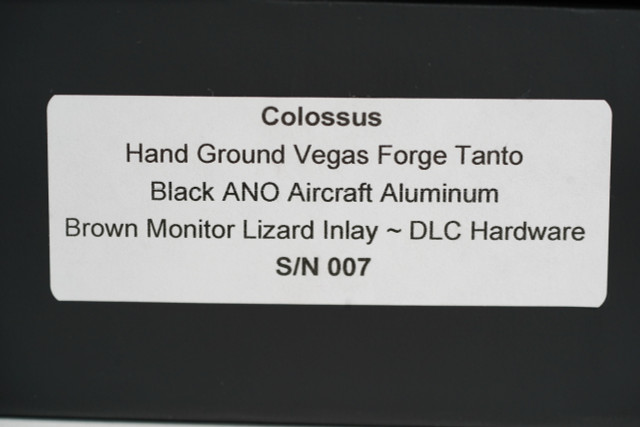 Colossus
Hand Ground Vegas Forge Tanto
Black ANO Aircraft Aluminum
Brown Monitor Lizard Inlay ~ DLC Hardware
S/N 007